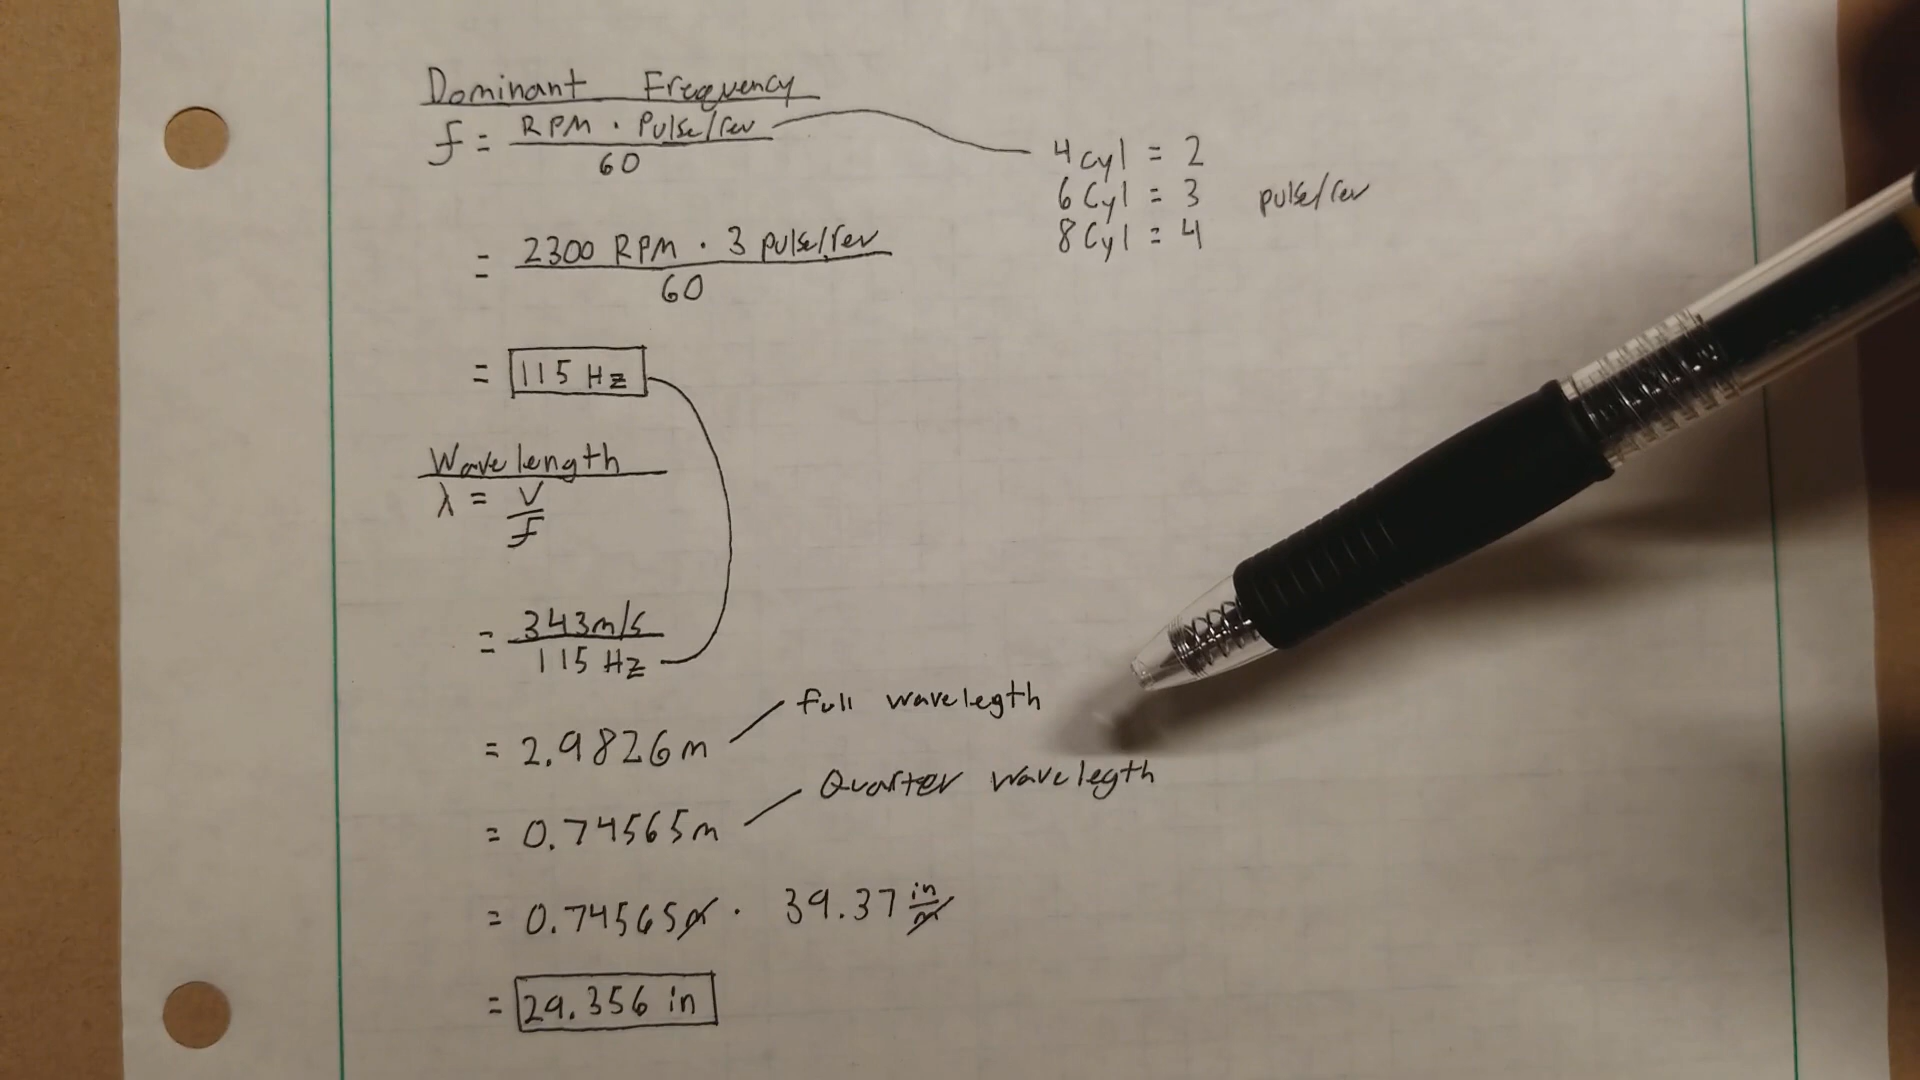 Dominant Frequency
f = RPM · Pulse/rev / 60
4 Cyl = 2
6 Cyl = 3 pulse/rev
8 Cyl = 4
= 2300 RPM · 3 pulse/rev / 60
= 115 Hz
Wavelength
λ = V / f
= 343m/s / 115 Hz
= 2.9826m full wavelegth
= 0.74565m Quarter wavelegth
= 0.74565m · 39.37 in/m
= 29.356 in